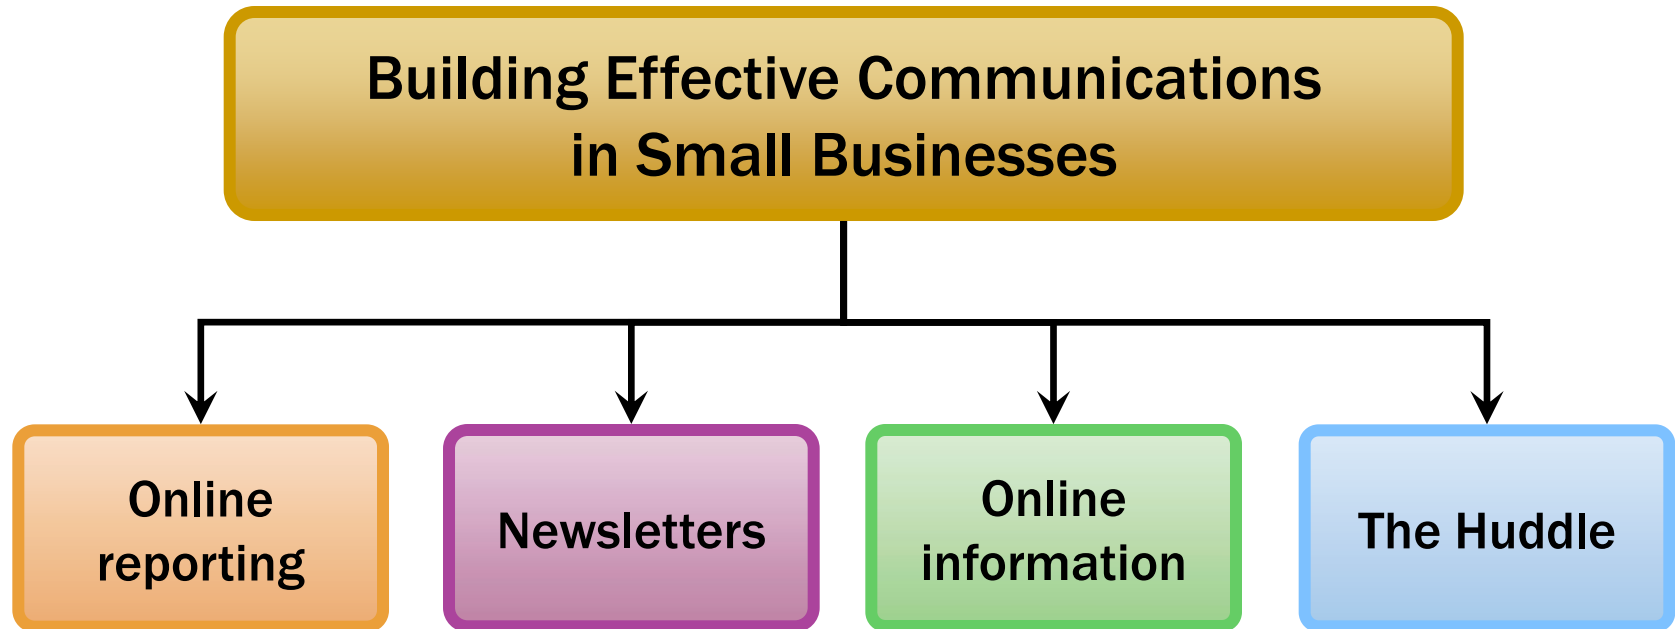 Building Effective Communications
in Small Businesses
Online
reporting
Newsletters
Online
information
The Huddle